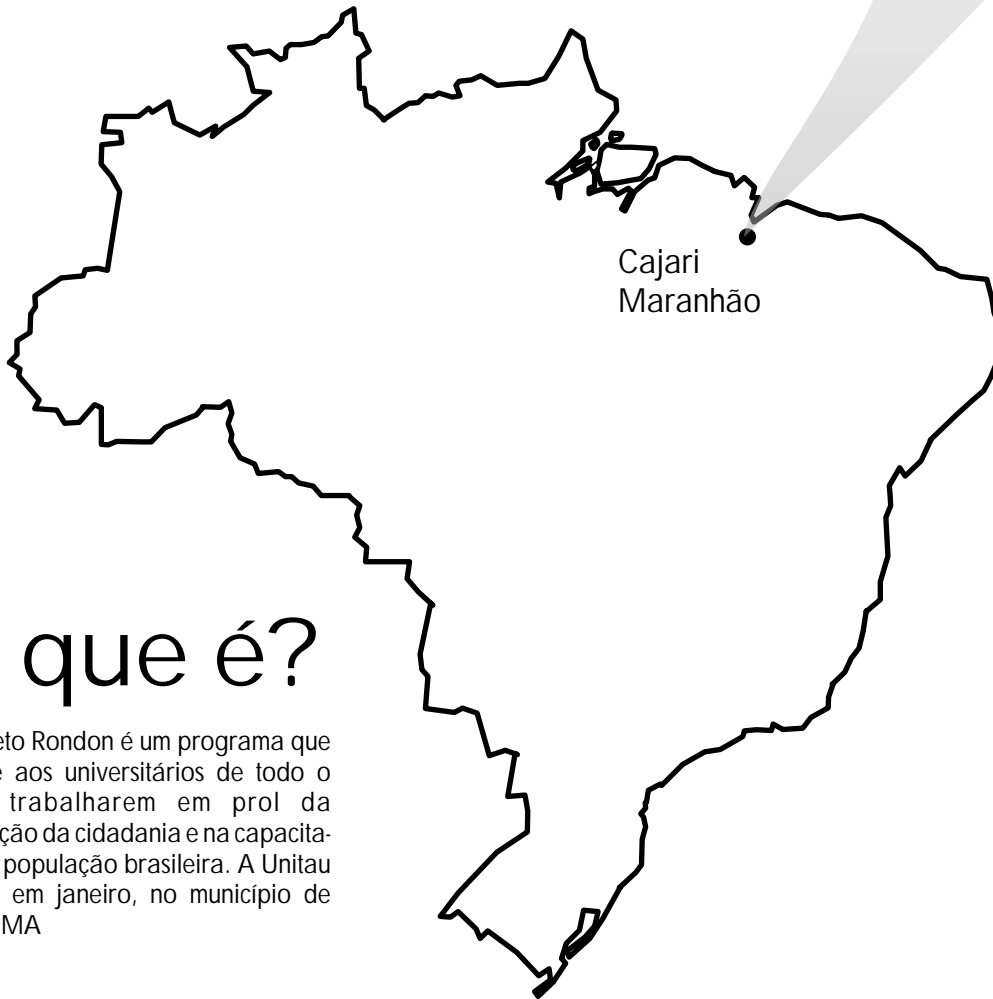 Cajari
Maranhão
que é?
eto Rondon é um programa que
e aos universitários de todo o
trabalharem em prol da
ção da cidadania e na capacita-
população brasileira. A Unitau
em janeiro, no município de
MA